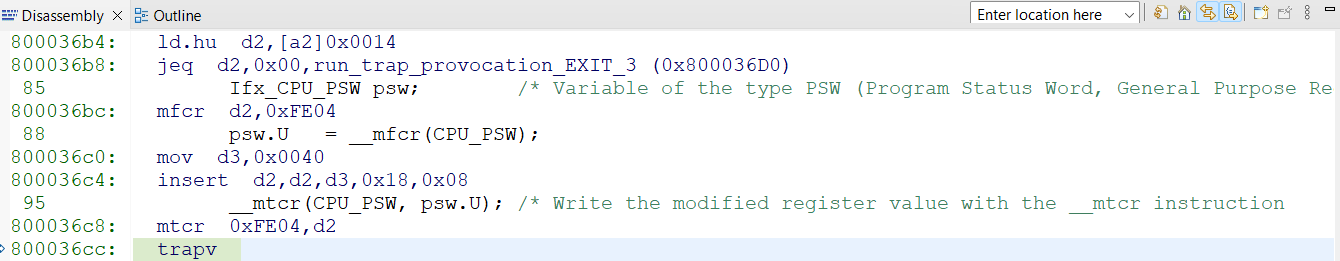 Disassembly Outline Enter location here
800036b4: ld.hu d2,[a2]0x0014
800036b8: jeq d2,0x00,run_trap_provocation_EXIT_3 (0x800036D0)
85 Ifx_CPU_PSW psw; /* Variable of the type PSW (Program Status Word, General Purpose Re
800036bc: mfcr d2,0xFE04
88 psw.U = __mfcr(CPU_PSW);
800036c0: mov d3,0x0040
800036c4: insert d2,d2,d3,0x18,0x08
95 __mtcr(CPU_PSW, psw.U); /* Write the modified register value with the __mtcr instruction
800036c8: mtcr 0xFE04,d2
800036cc: trapv